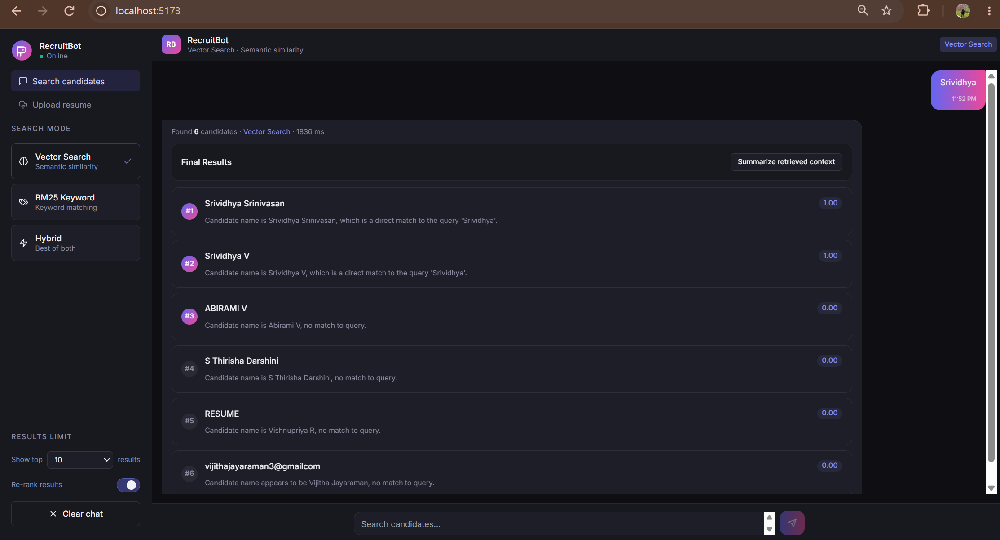 localhost:5173
RecruitBot
Online
Search candidates
Upload resume
SEARCH MODE
Vector Search
Semantic similarity
BM25 Keyword
Keyword matching
Hybrid
Best of both
RESULTS LIMIT
Show top 10 results
Re-rank results
Clear chat
RB
RecruitBot
Vector Search · Semantic similarity
Vector Search
Srividhya
11:52 PM
Found 6 candidates · Vector Search · 1836 ms
Final Results
Summarize retrieved context
#1
Srividhya Srinivasan
1.00
Candidate name is Srividhya Srinivasan, which is a direct match to the query 'Srividhya'.
#2
Srividhya V
1.00
Candidate name is Srividhya V, which is a direct match to the query 'Srividhya'.
#3
ABIRAMI V
0.00
Candidate name is Abirami V, no match to query.
#4
S Thirisha Darshini
0.00
Candidate name is S Thirisha Darshini, no match to query.
#5
RESUME
0.00
Candidate name is Vishnupriya R, no match to query.
#6
vijithajayaraman3@gmailcom
0.00
Candidate name appears to be Vijitha Jayaraman, no match to query.
Search candidates...